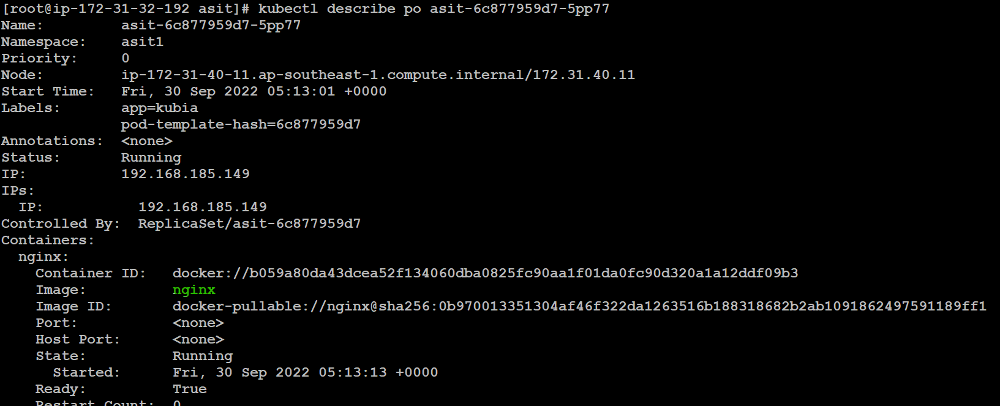 [root@ip-172-31-32-192 asit]# kubectl describe po asit-6c877959d7-5pp77
Name:         asit-6c877959d7-5pp77
Namespace:    asit1
Priority:     0
Node:         ip-172-31-40-11.ap-southeast-1.compute.internal/172.31.40.11
Start Time:   Fri, 30 Sep 2022 05:13:01 +0000
Labels:       app=kubia
              pod-template-hash=6c877959d7
Annotations:  <none>
Status:       Running
IP:           192.168.185.149
IPs:
  IP:           192.168.185.149
Controlled By:  ReplicaSet/asit-6c877959d7
Containers:
  nginx:
    Container ID:   docker://b059a80da43dcea52f134060dba0825fc90aa1f01da0fc90d320a1a12ddf09b3
    Image:          nginx
    Image ID:       docker-pullable://nginx@sha256:0b970013351304af46f322da1263516b188318682b2ab1091862497591189ff1
    Port:           <none>
    Host Port:      <none>
    State:          Running
      Started:      Fri, 30 Sep 2022 05:13:13 +0000
    Ready:          True
    Restart Count:  0